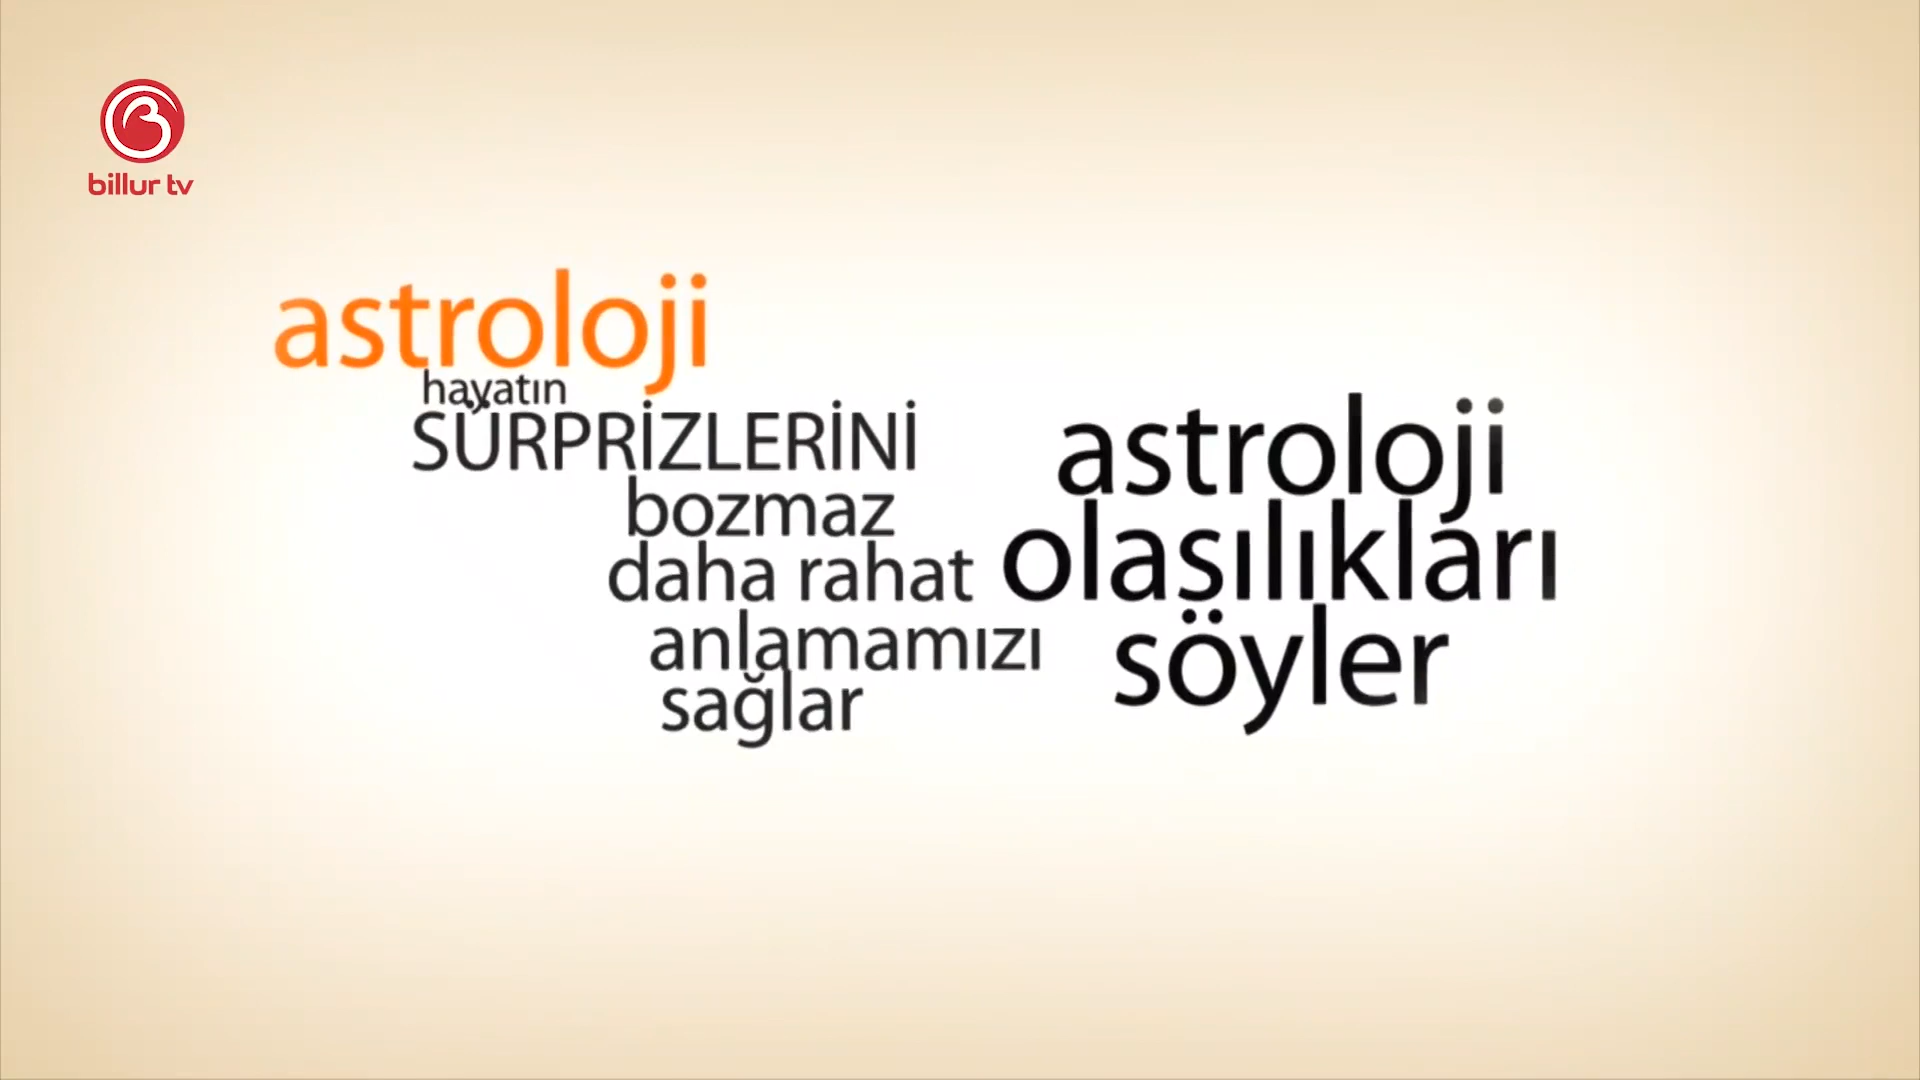 billur tv
astroloji
hayatın
SÜRPRİZLERİNİ
bozmaz
daha rahat
anlamamızı
sağlar
astroloji
olasılıkları
söyler